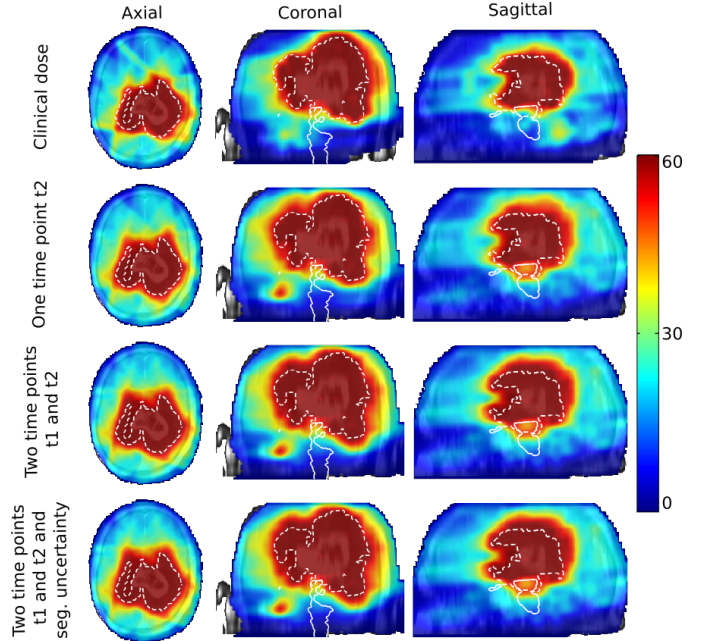 Axial
Coronal
Sagittal
Clinical dose
One time point t2
Two time points
t1 and t2
Two time points
t1 and t2 and
seg. uncertainty
60
30
0